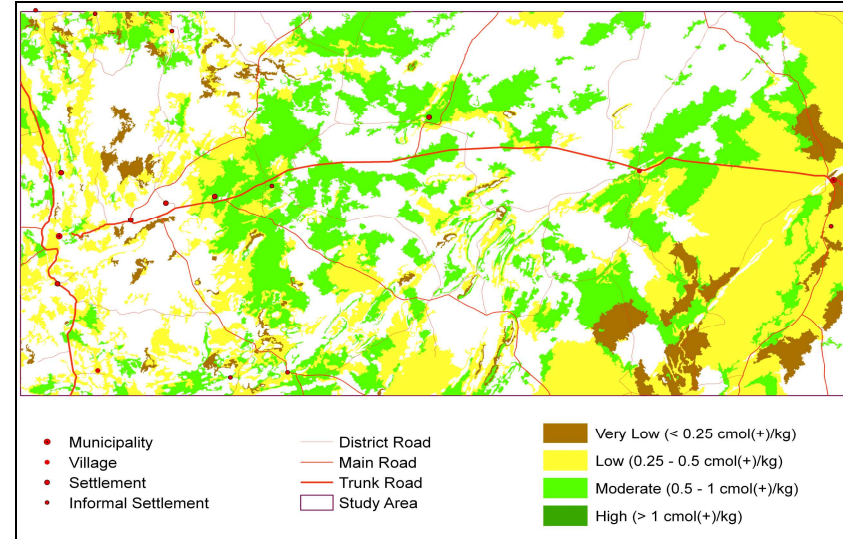 Municipality
Village
Settlement
Informal Settlement
District Road
Main Road
Trunk Road
Study Area
Very Low (< 0.25 cmol(+)/kg)
Low (0.25 - 0.5 cmol(+)/kg)
Moderate (0.5 - 1 cmol(+)/kg)
High (> 1 cmol(+)/kg)